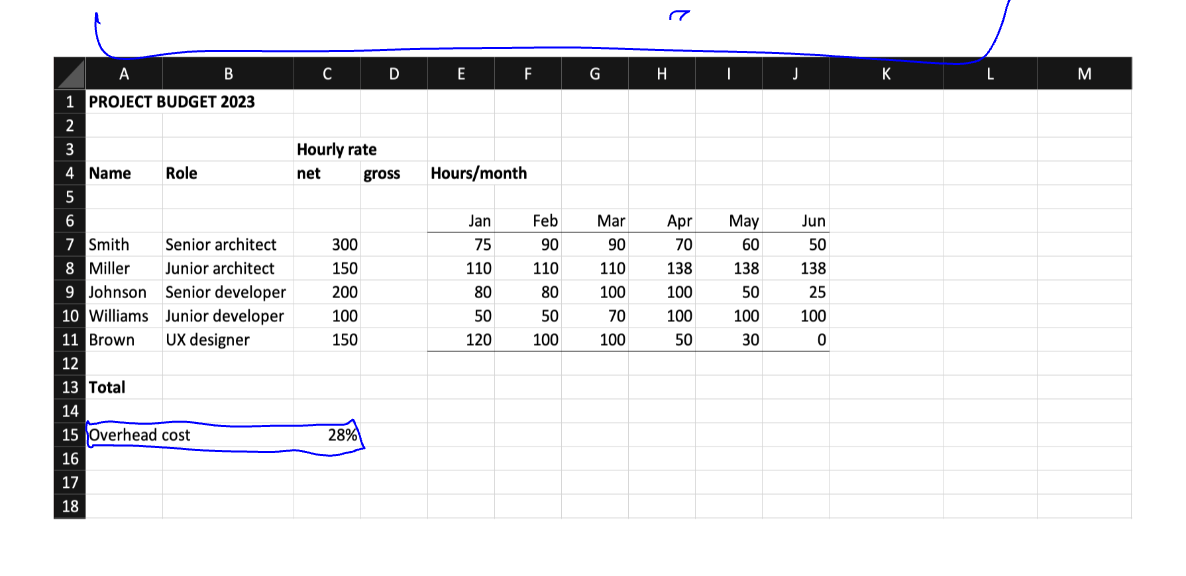 A B C D E F G H I J K L M
1 PROJECT BUDGET 2023
2
3 Hourly rate
4 Name Role net gross Hours/month
5
6 Jan Feb Mar Apr May Jun
7 Smith Senior architect 300 75 90 90 70 60 50
8 Miller Junior architect 150 110 110 110 138 138 138
9 Johnson Senior developer 200 80 80 100 100 50 25
10 Williams Junior developer 100 50 50 70 100 100 100
11 Brown UX designer 150 120 100 100 50 30 0
12
13 Total
14
15 Overhead cost 28%
16
17
18